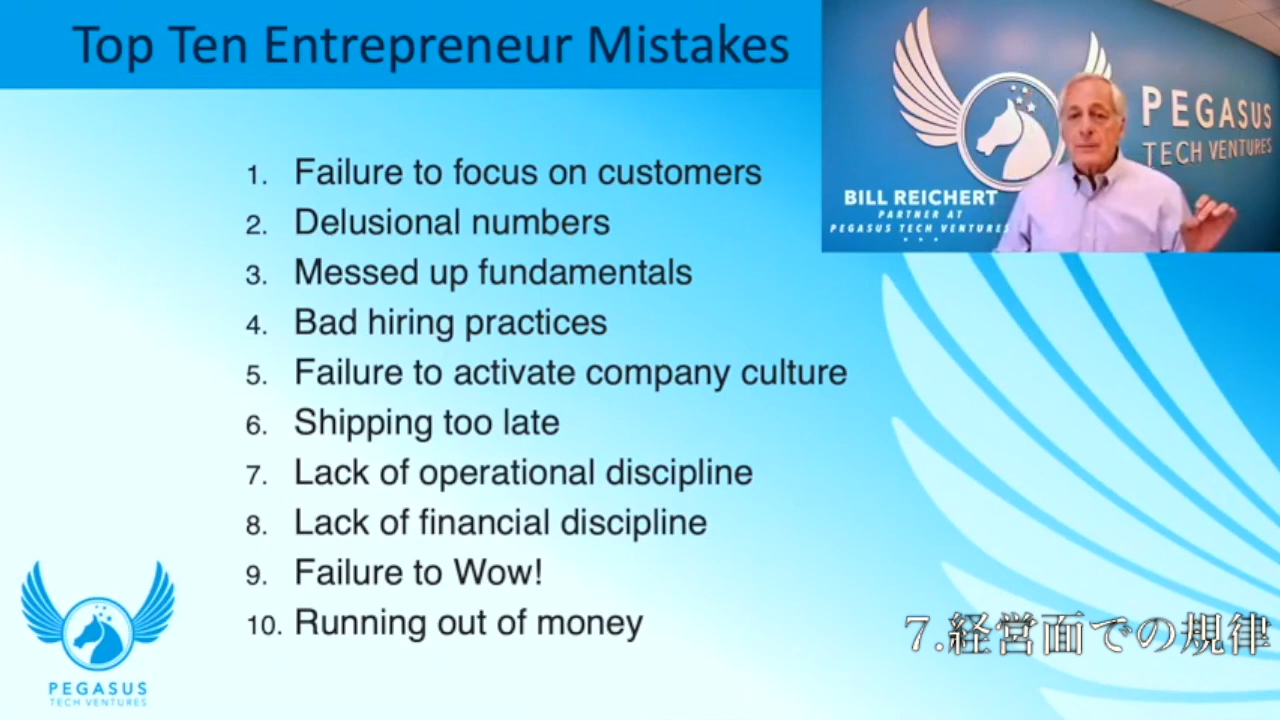 Top Ten Entrepreneur Mistakes
1. Failure to focus on customers
2. Delusional numbers
3. Messed up fundamentals
4. Bad hiring practices
5. Failure to activate company culture
6. Shipping too late
7. Lack of operational discipline
8. Lack of financial discipline
9. Failure to Wow!
10. Running out of money
PEGASUS
TECH VENTURES
BILL REICHERT
PARTNER AT
PEGASUS TECH VENTURES
7.経営面での規律
PEGASUS
TECH VENTURES